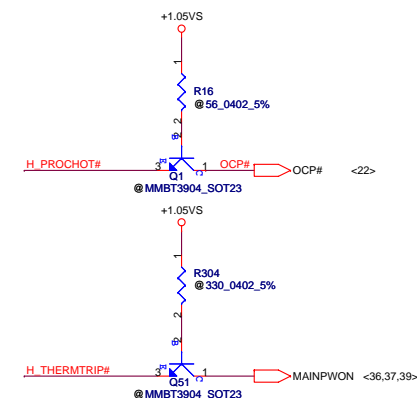 +1.05VS
1
R16
@56_0402_5%
2
2
B
H_PROCHOT#
3
E
1
C
OCP#
OCP#
<22>
Q1
@MMBT3904_SOT23
+1.05VS
1
R304
@330_0402_5%
2
2
B
H_THERMTRIP#
3
E
1
C
MAINPWON
<36,37,39>
Q51
@MMBT3904_SOT23